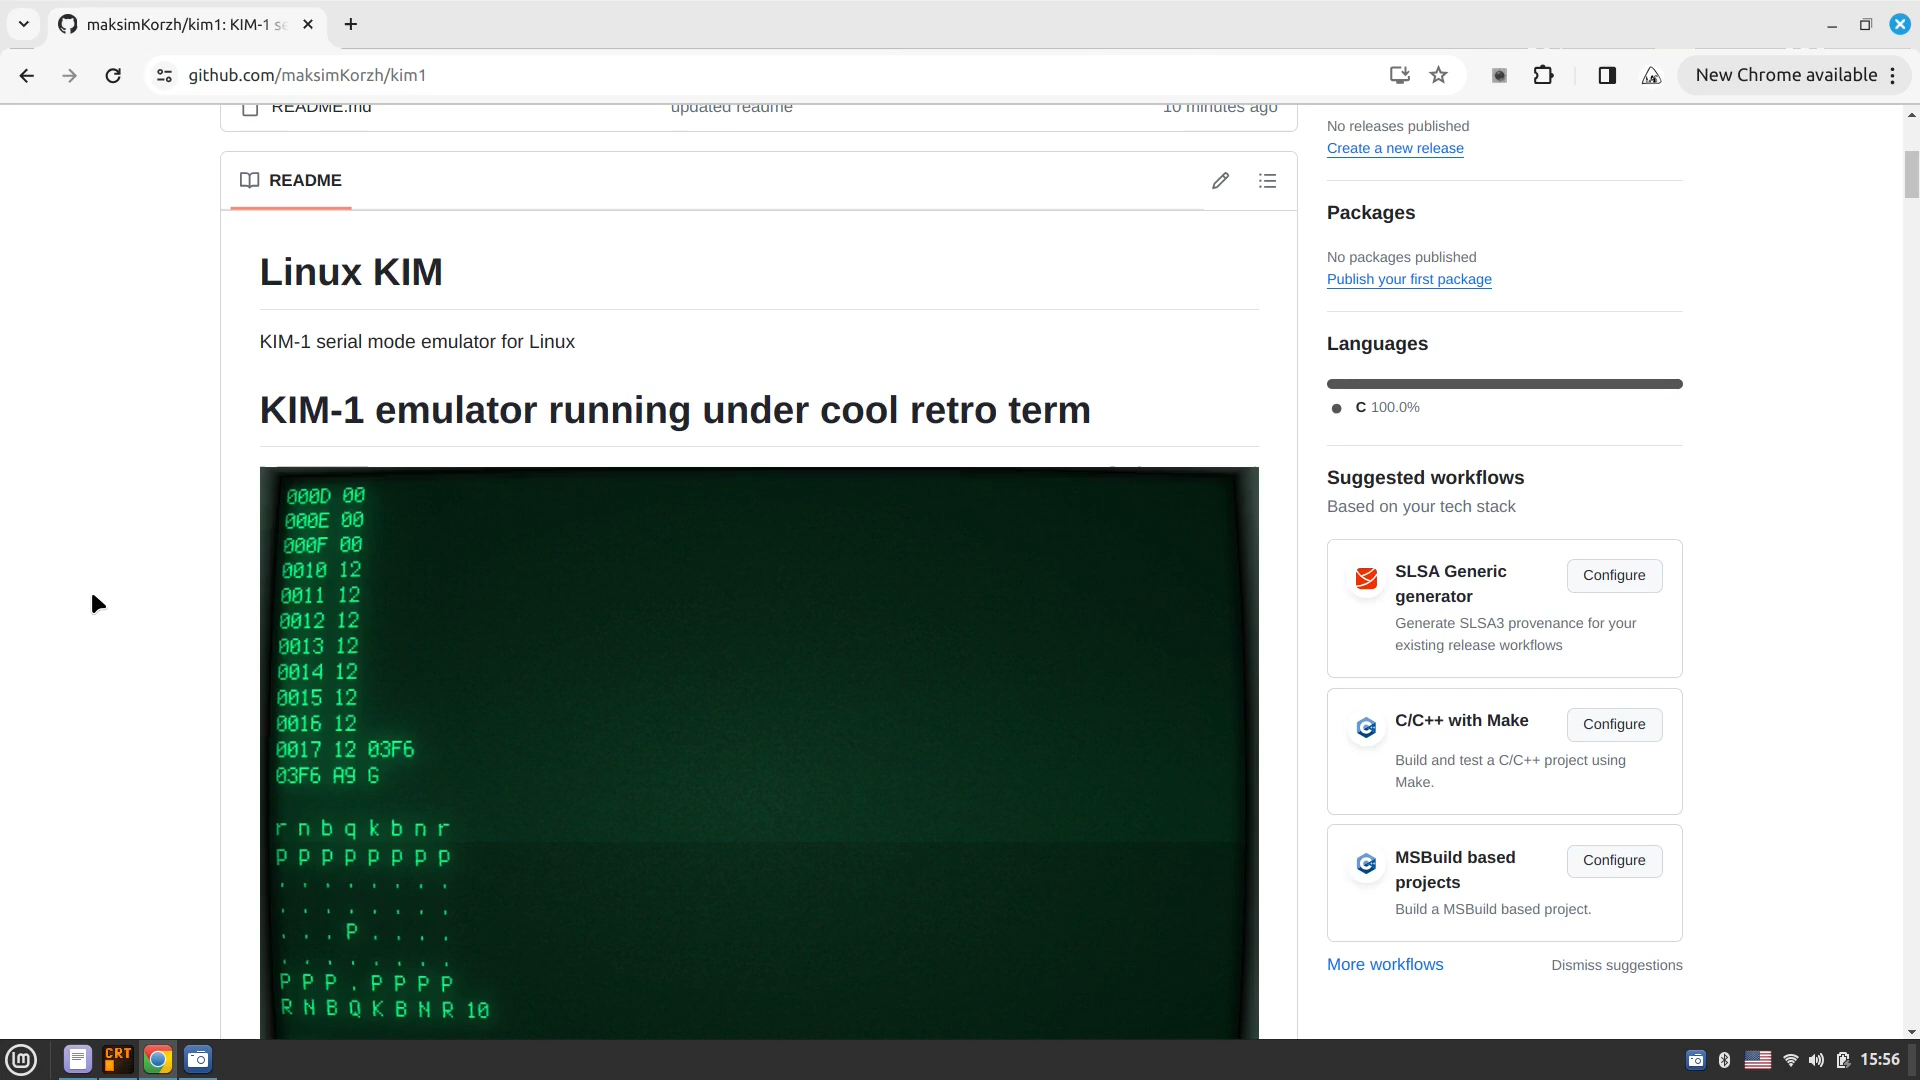 maksimKorzh/kim1: KIM-1 se
github.com/maksimKorzh/kim1
New Chrome available
README.md updated readme 10 minutes ago
README
Linux KIM
KIM-1 serial mode emulator for Linux
KIM-1 emulator running under cool retro term
000D 00
000E 00
000F 00
0010 12
0011 12
0012 12
0013 12
0014 12
0015 12
0016 12
0017 12 03F6
03F6 A9 G
r n b q k b n r
p p p p p p p p
. . . . . . . .
. . . . . . . .
. . . P . . . .
. . . . . . . .
P P P . P P P P
R N B Q K B N R 10
No releases published
Create a new release
Packages
No packages published
Publish your first package
Languages
C 100.0%
Suggested workflows
Based on your tech stack
SLSA Generic
generator
Configure
Generate SLSA3 provenance for your
existing release workflows
C/C++ with Make
Configure
Build and test a C/C++ project using
Make.
MSBuild based
projects
Configure
Build a MSBuild based project.
More workflows
Dismiss suggestions
lm
CRT
15:56